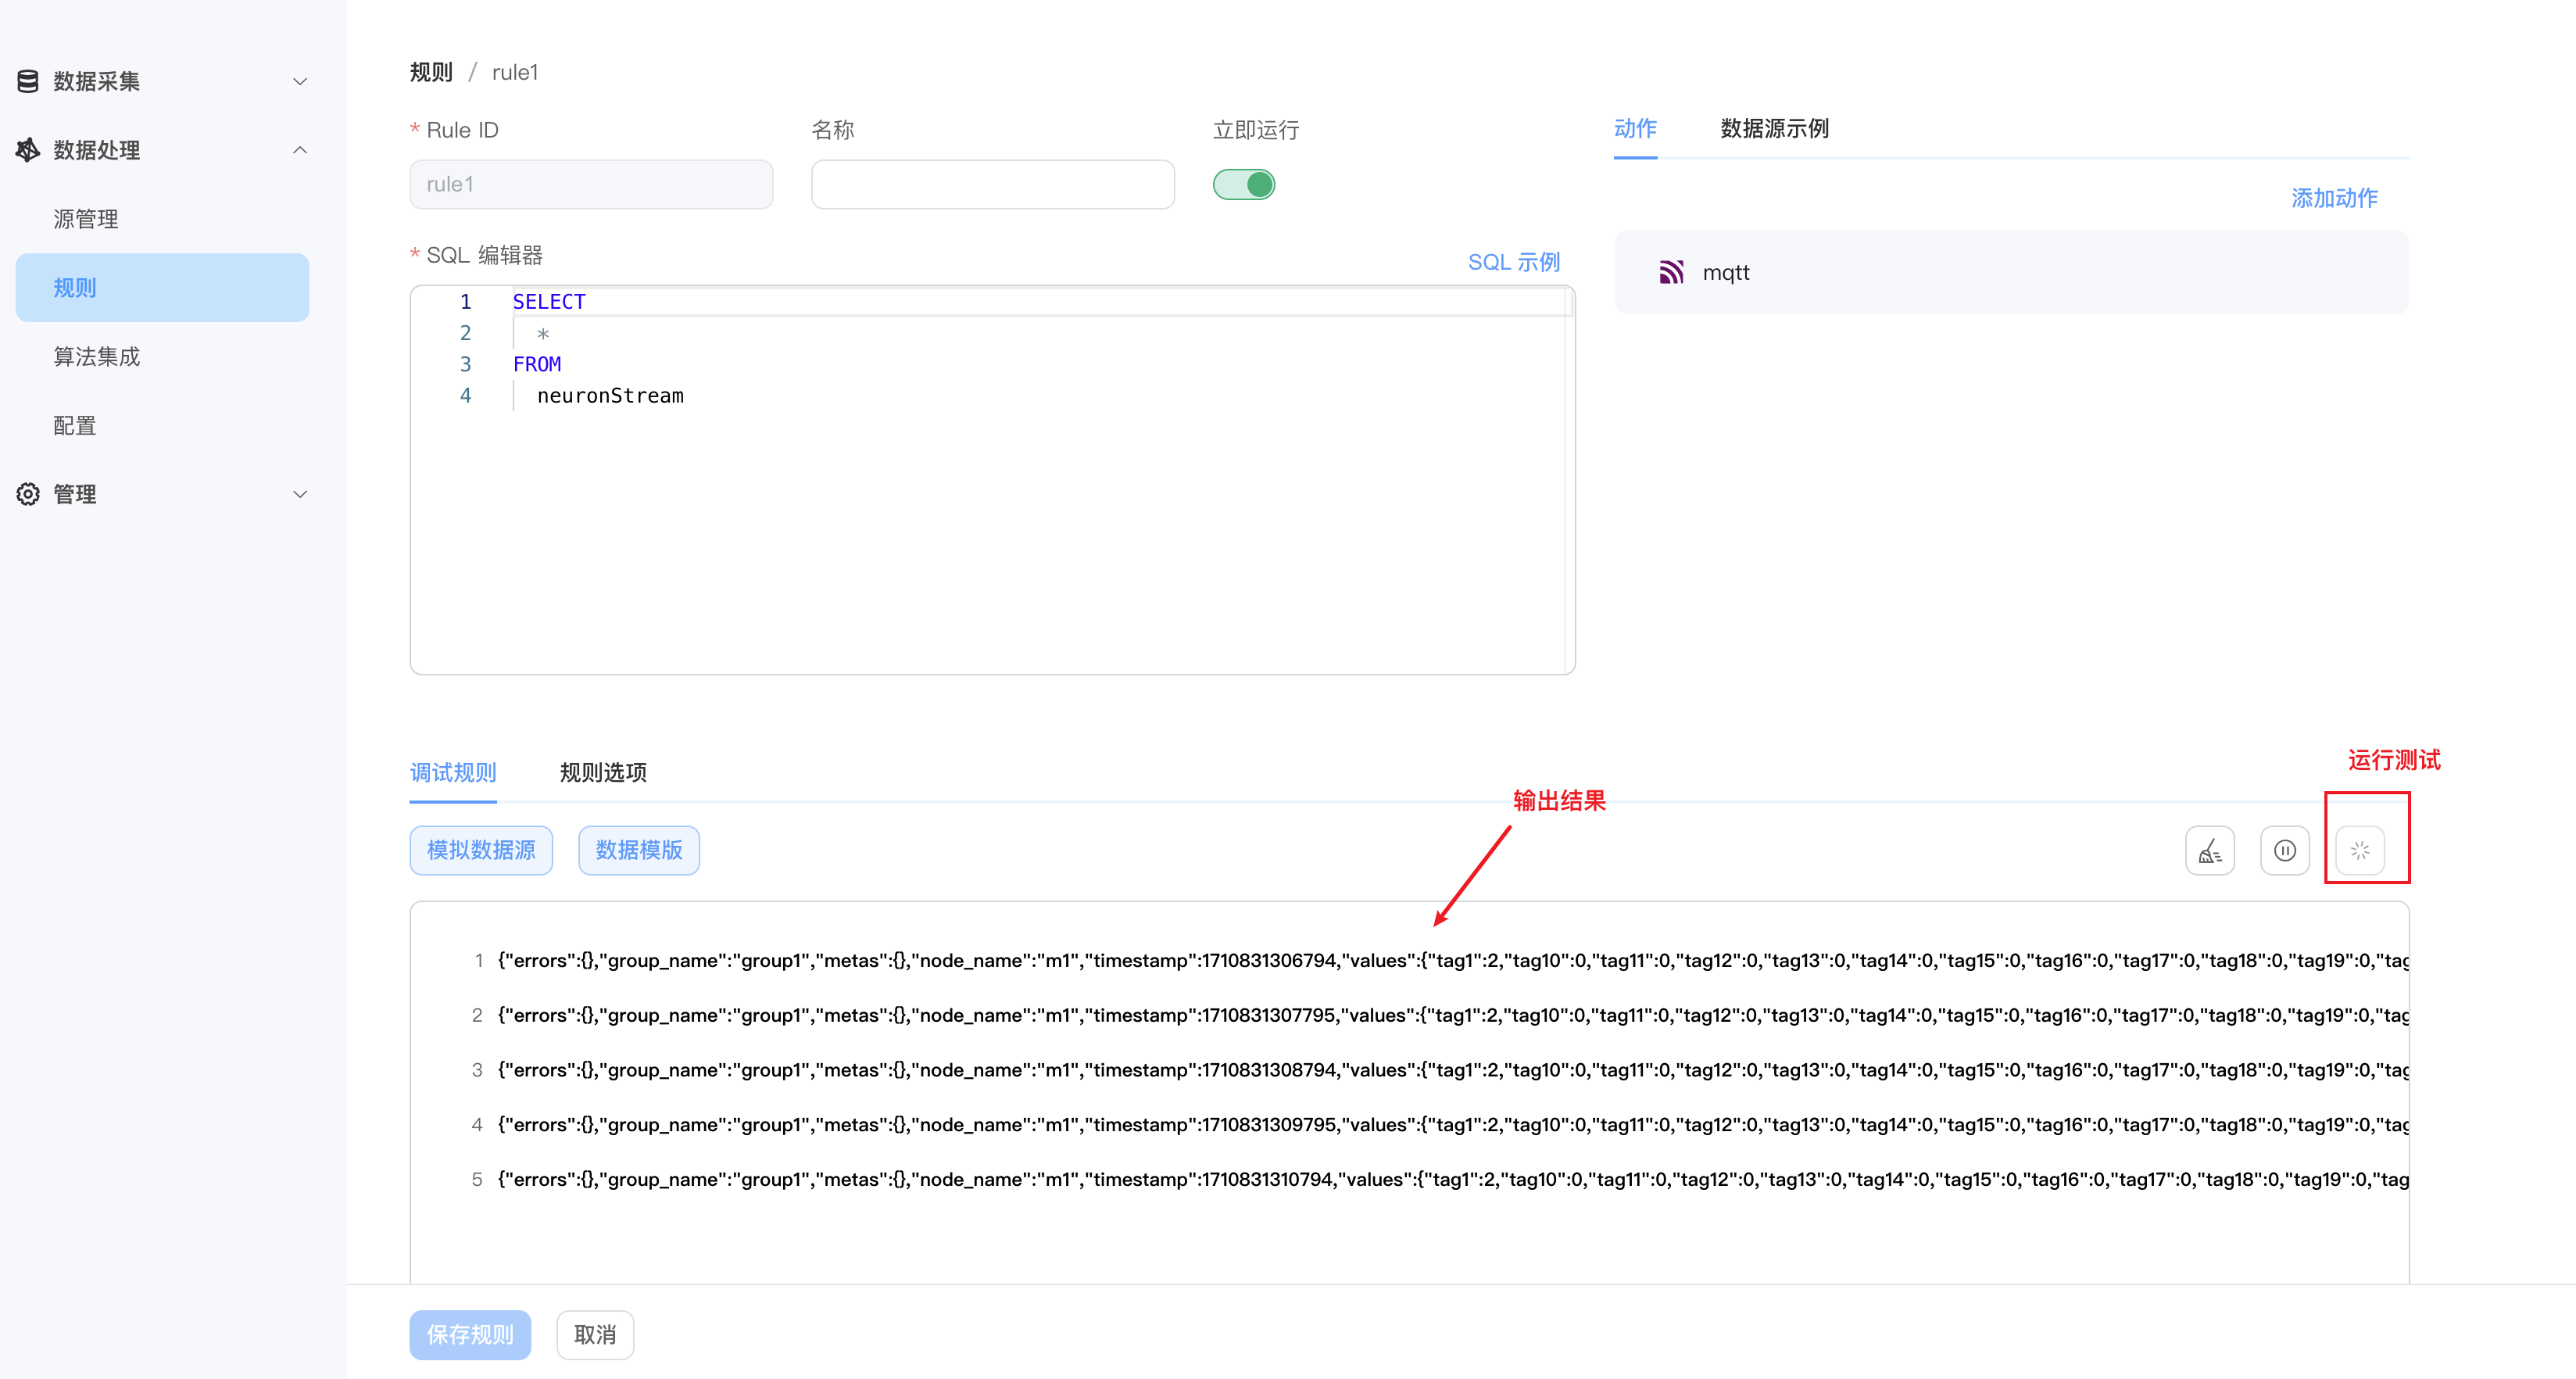 数据采集
数据处理
源管理
规则
算法集成
配置
管理
规则 / rule1
* Rule ID
名称
立即运行
rule1
* SQL 编辑器
SQL 示例
1 SELECT
2 *
3 FROM
4 neuronStream
动作
数据源示例
添加动作
mqtt
调试规则
规则选项
运行测试
输出结果
模拟数据源
数据模版
1 {"errors":{},"group_name":"group1","metas":{},"node_name":"m1","timestamp":1710831306794,"values":{"tag1":2,"tag10":0,"tag11":0,"tag12":0,"tag13":0,"tag14":0,"tag15":0,"tag16":0,"tag17":0,"tag18":0,"tag19":0,"tag
2 {"errors":{},"group_name":"group1","metas":{},"node_name":"m1","timestamp":1710831307795,"values":{"tag1":2,"tag10":0,"tag11":0,"tag12":0,"tag13":0,"tag14":0,"tag15":0,"tag16":0,"tag17":0,"tag18":0,"tag19":0,"tag
3 {"errors":{},"group_name":"group1","metas":{},"node_name":"m1","timestamp":1710831308794,"values":{"tag1":2,"tag10":0,"tag11":0,"tag12":0,"tag13":0,"tag14":0,"tag15":0,"tag16":0,"tag17":0,"tag18":0,"tag19":0,"tag
4 {"errors":{},"group_name":"group1","metas":{},"node_name":"m1","timestamp":1710831309795,"values":{"tag1":2,"tag10":0,"tag11":0,"tag12":0,"tag13":0,"tag14":0,"tag15":0,"tag16":0,"tag17":0,"tag18":0,"tag19":0,"tag
5 {"errors":{},"group_name":"group1","metas":{},"node_name":"m1","timestamp":1710831310794,"values":{"tag1":2,"tag10":0,"tag11":0,"tag12":0,"tag13":0,"tag14":0,"tag15":0,"tag16":0,"tag17":0,"tag18":0,"tag19":0,"tag
保存规则
取消